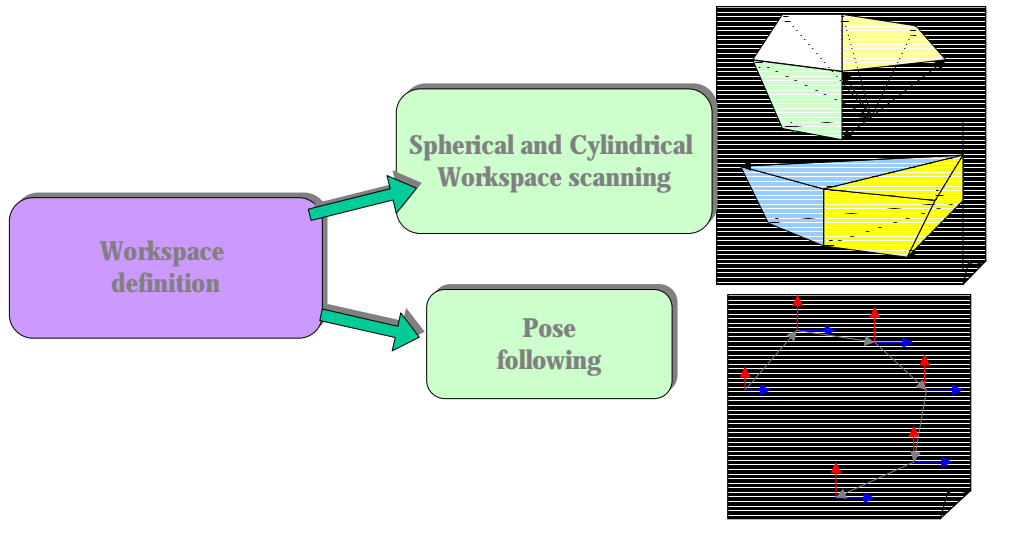 Workspace
definition
Spherical and Cylindrical
Workspace scanning
Pose
following